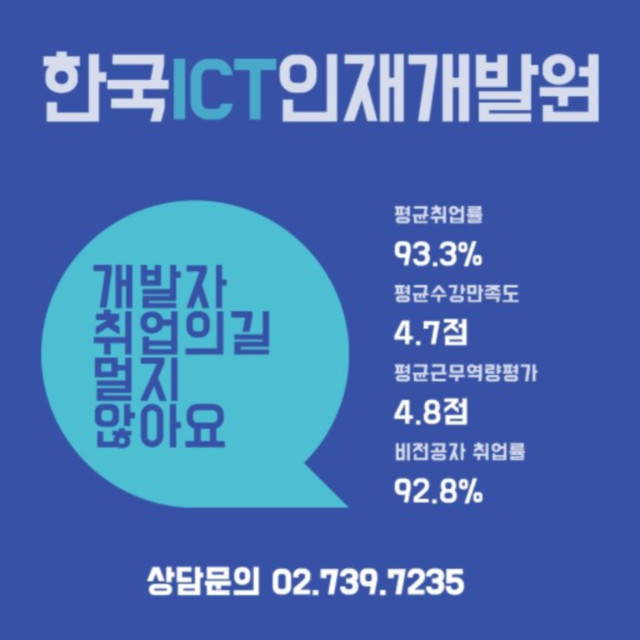 한국ICT인재개발원
개발자
취업의길
멀지
않아요
평균취업률
93.3%
평균수강만족도
4.7점
평균근무역량평가
4.8점
비전공자 취업률
92.8%
상담문의 02.739.7235